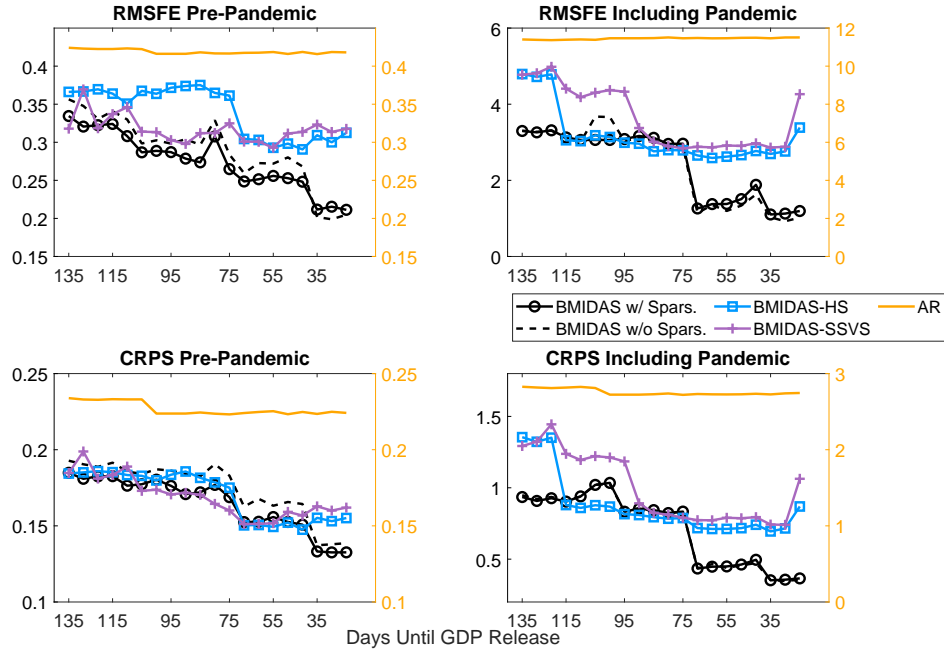 RMSFE Pre-Pandemic
0.4
0.35
0.3
0.25
0.2
0.15
0.4
0.35
0.3
0.25
0.2
0.15
135 115 95 75 55 35
RMSFE Including Pandemic
6
4
2
0
12
10
8
6
4
2
0
135 115 95 75 55 35
BMIDAS w/ Spars.
BMIDAS w/o Spars.
BMIDAS-HS
BMIDAS-SSVS
AR
CRPS Pre-Pandemic
0.25
0.2
0.15
0.1
0.25
0.2
0.15
0.1
135 115 95 75 55 35
CRPS Including Pandemic
1.5
1
0.5
3
2
1
0
135 115 95 75 55 35
Days Until GDP Release